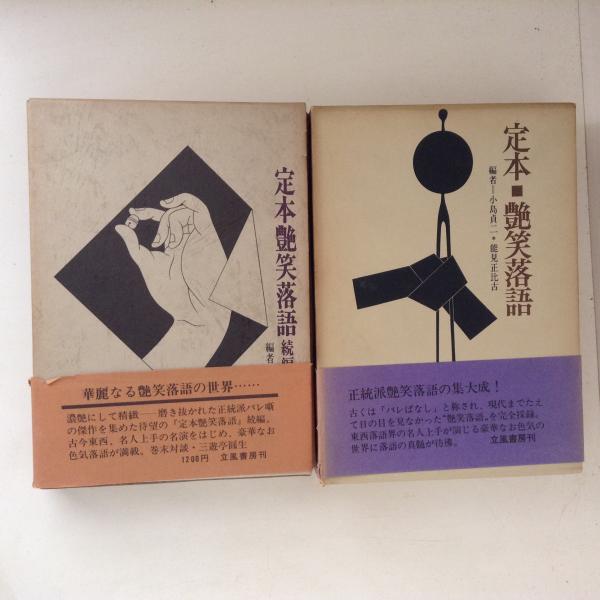 定本艶笑落語 続編
編者
華麗なる艶笑落語の世界……
濃艶にして精緻——磨き抜かれた正統派バレ噺
の傑作を集めた待望の『定本艶笑落語』続編。
古今東西、名人上手の名演をはじめ、豪華なお
色気落語が満載。巻末対談・三遊亭圓生
1200円 立風書房刊
定本■艶笑落語
編者=小島貞二・能見正比古
正統派艶笑落語の集大成!
古くは「バレばなし」と称され、現代までたえ
て日の目を見なかった“艶笑落語”を完全採録。
東西落語界の名人上手が演じる豪華なお色気の
世界に落語の真髄が彷彿。
立風書房刊